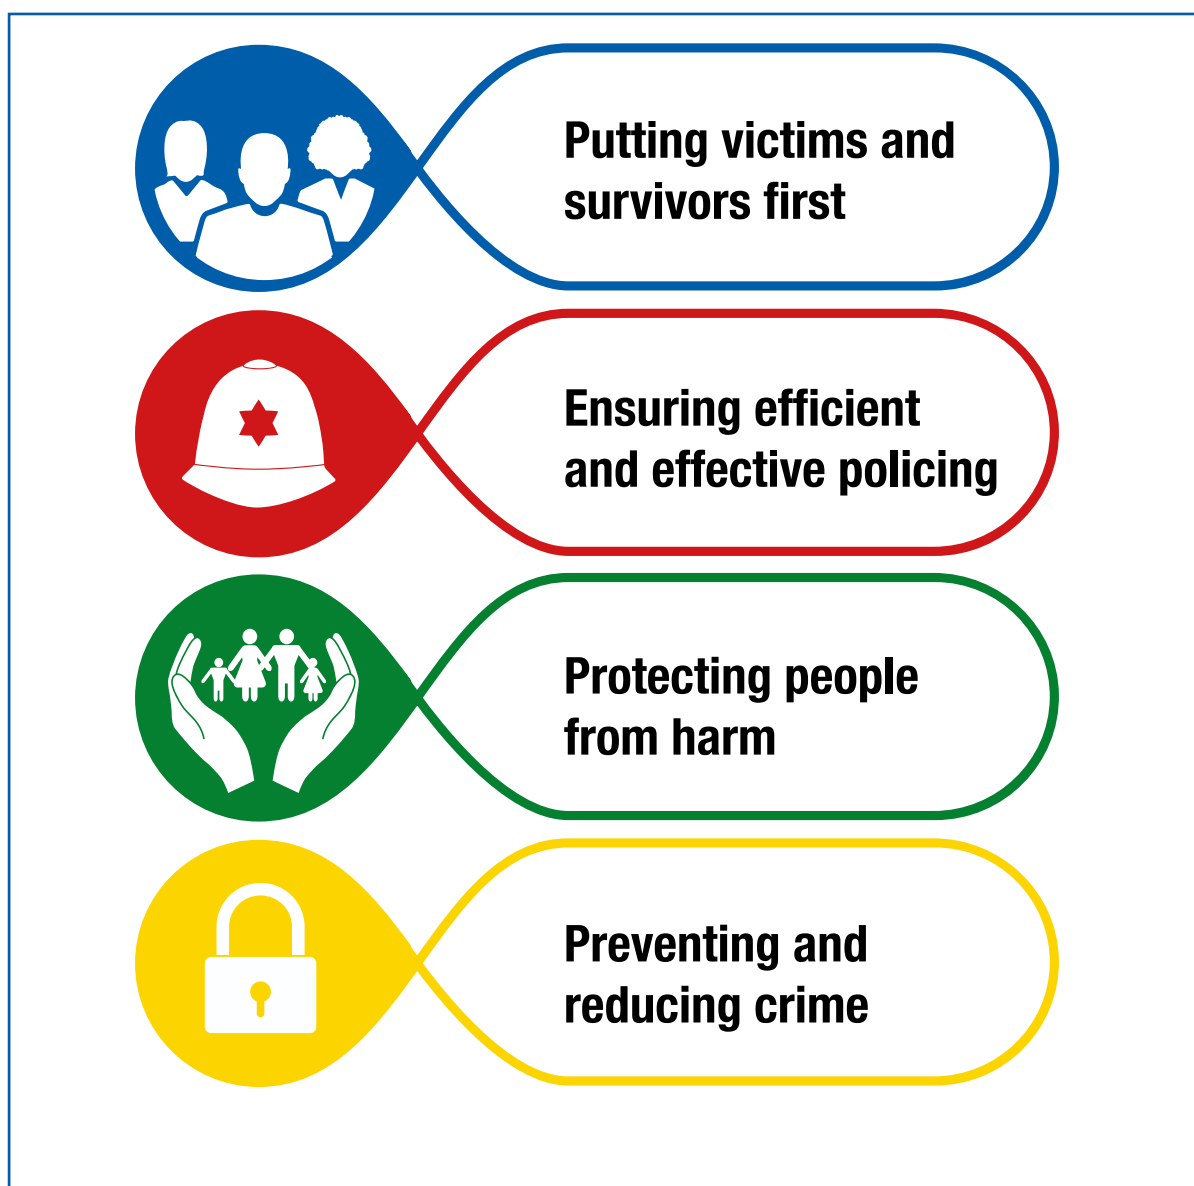 Putting victims and
survivors first
Ensuring efficient
and effective policing
Protecting people
from harm
Preventing and
reducing crime